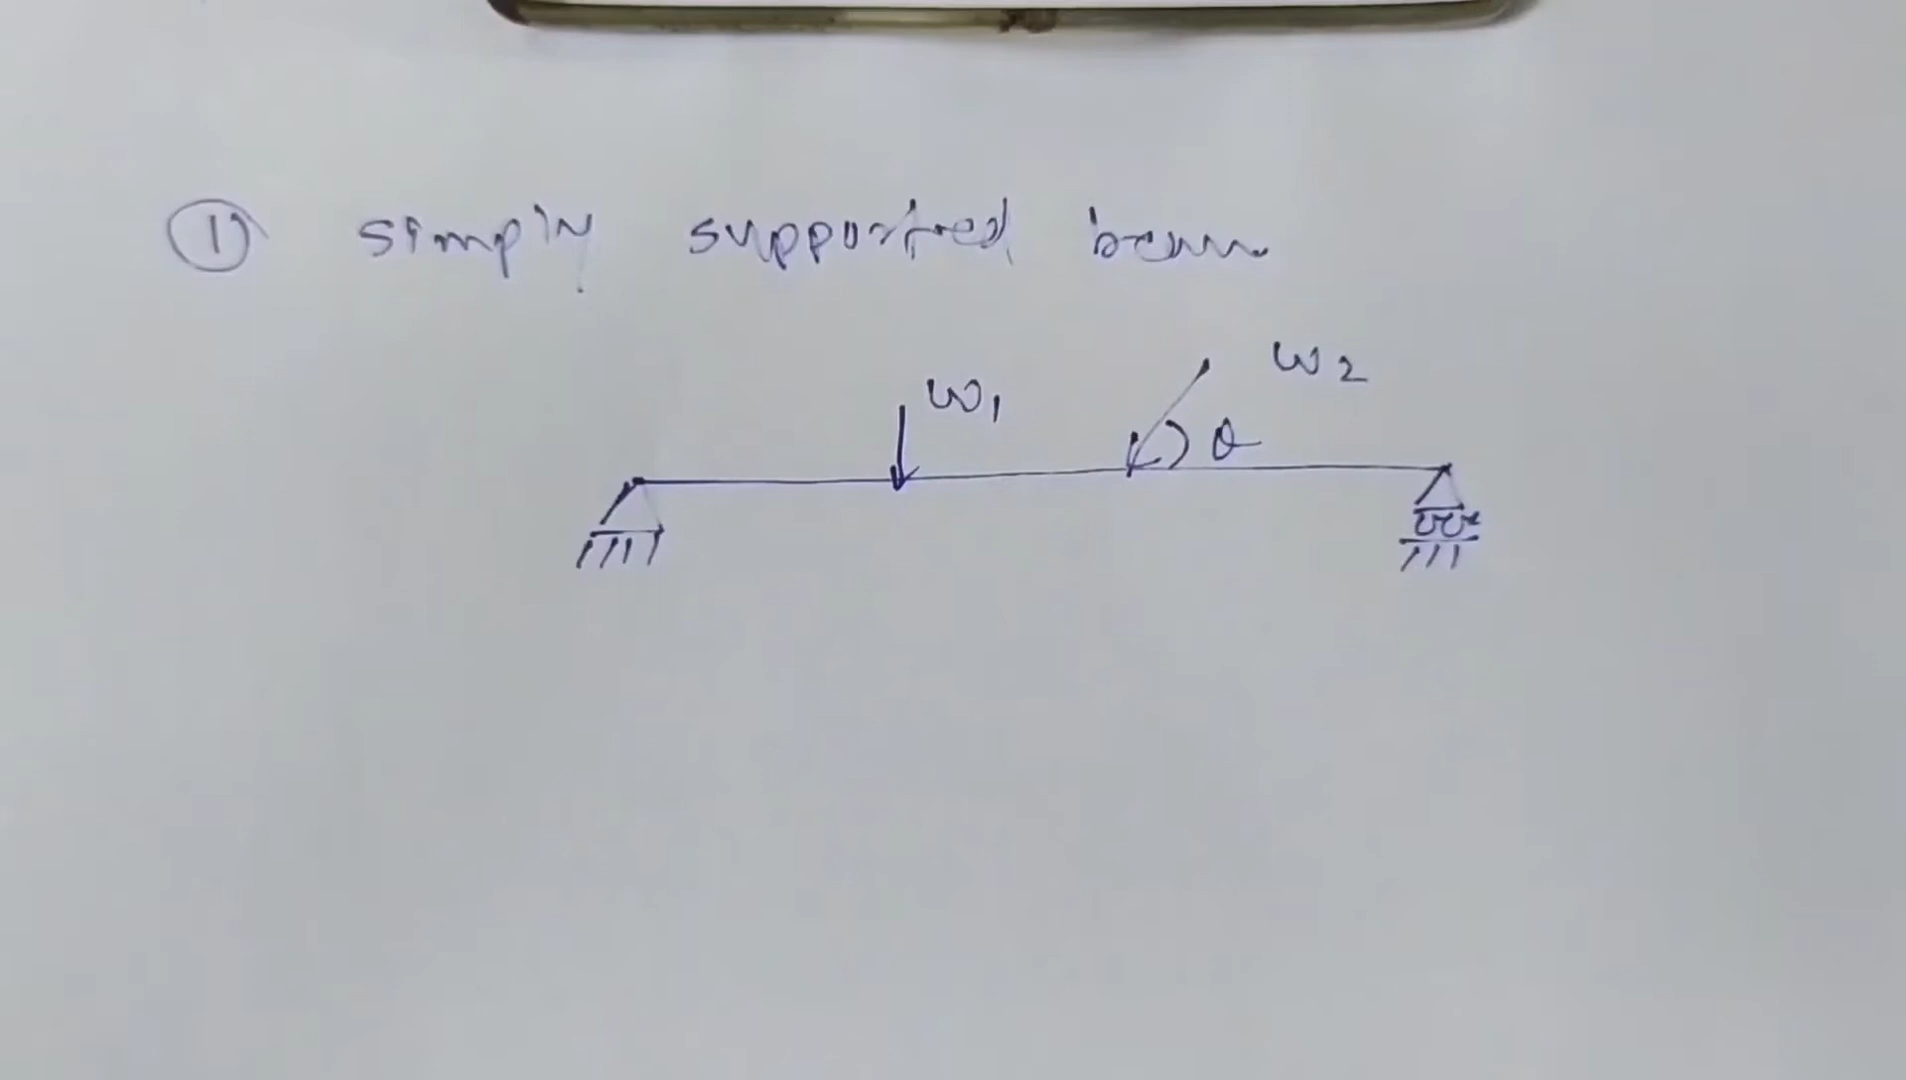 ① simply supported beam
w1
w2
θ